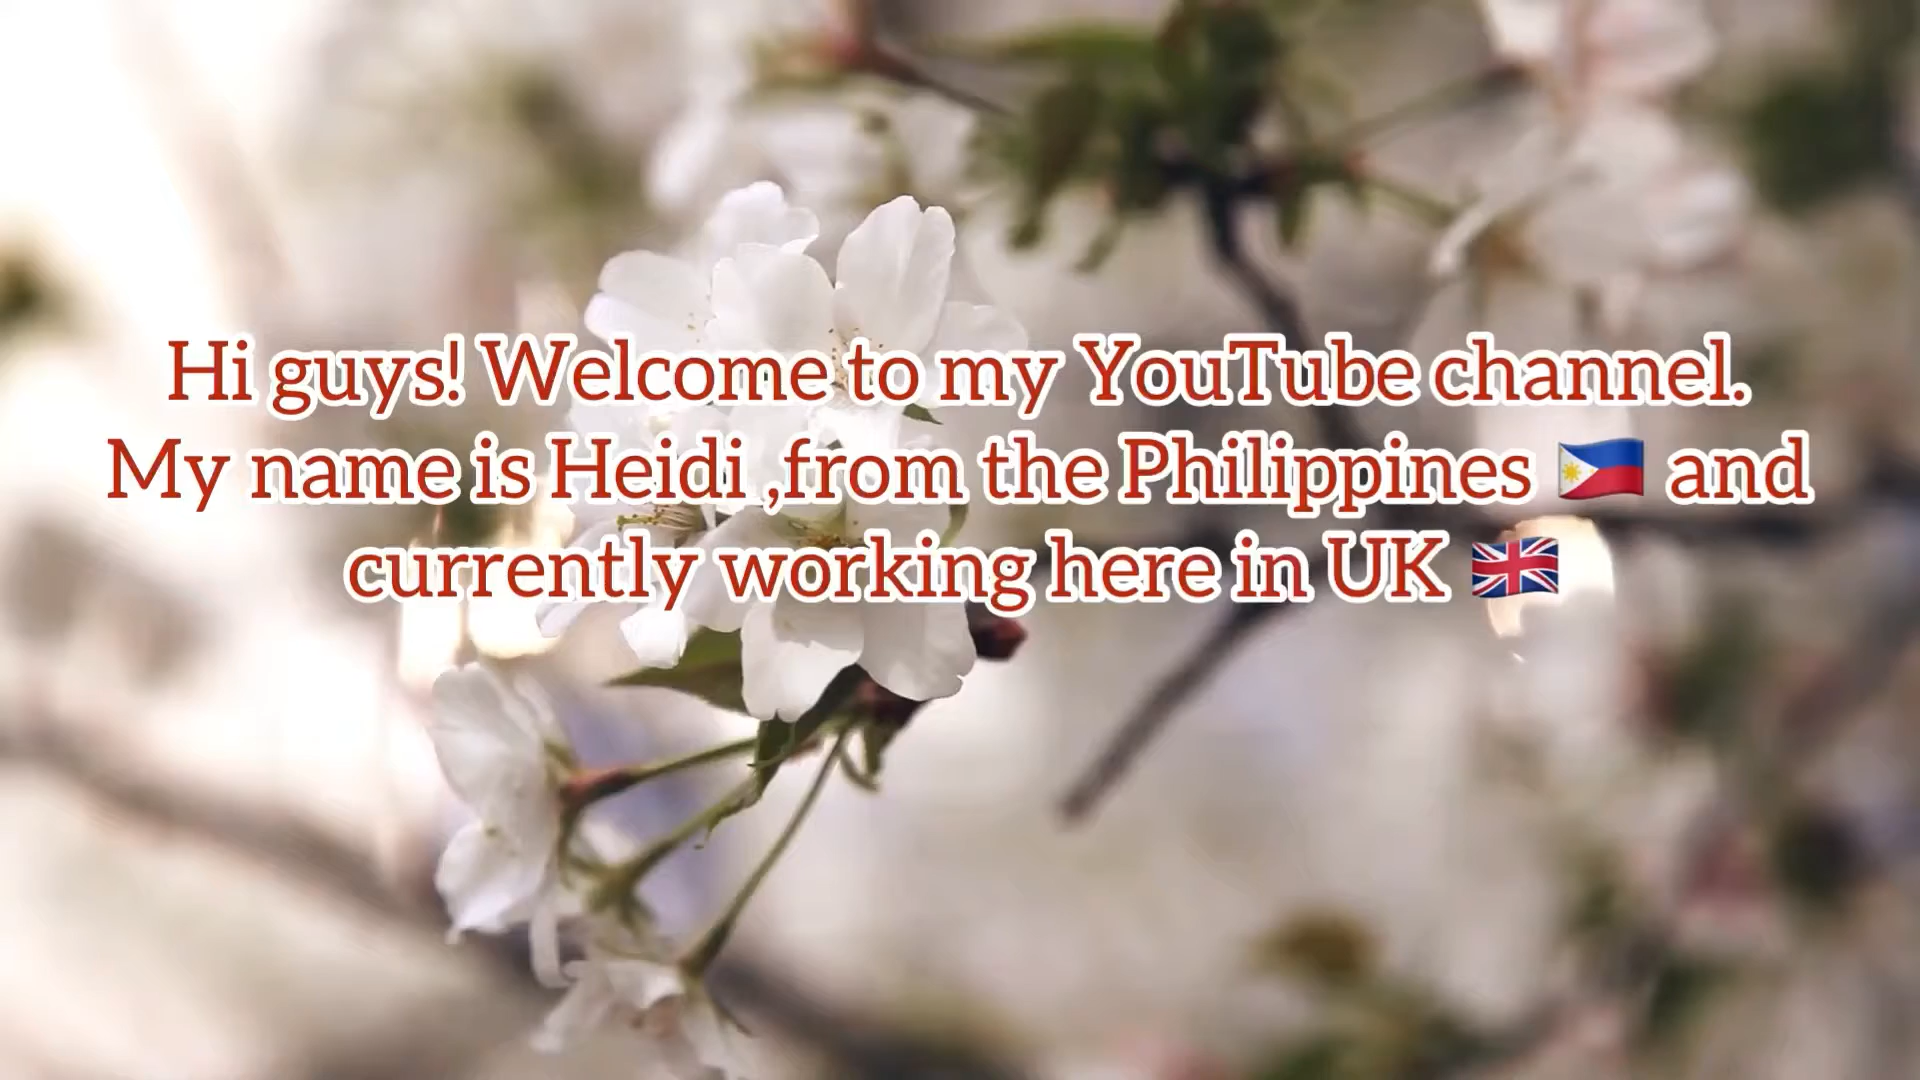 Hi guys! Welcome to my YouTube channel.
My name is Heidi ,from the Philippines 🇵🇭 and
currently working here in UK 🇬🇧